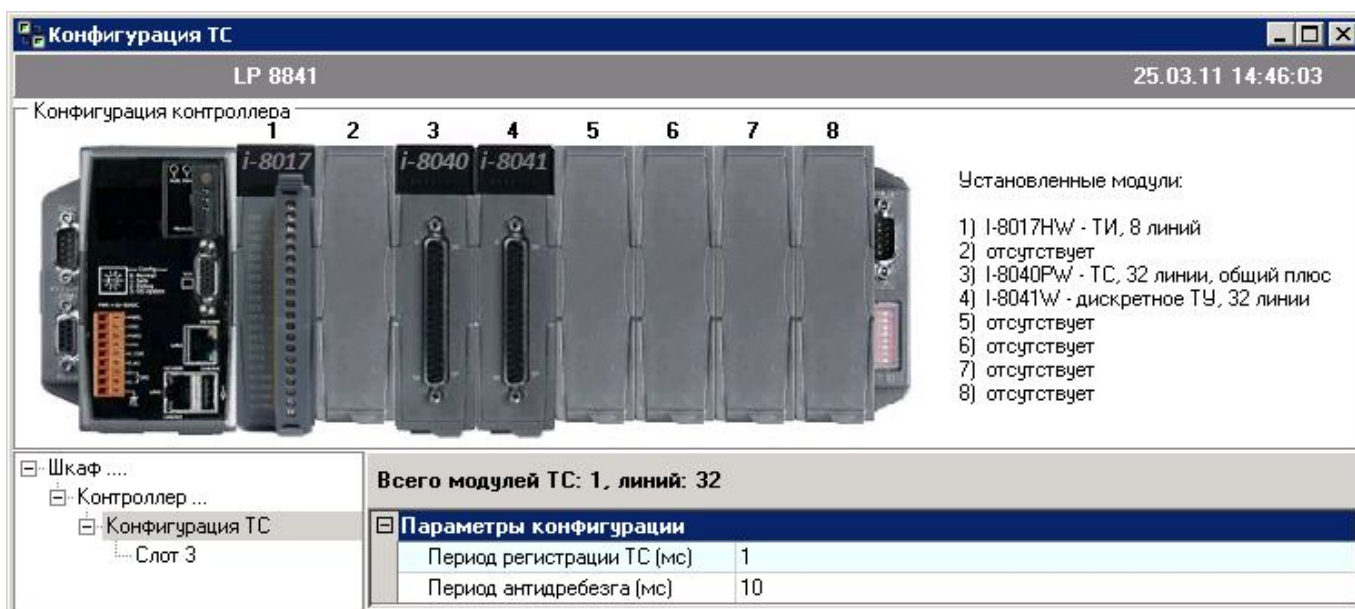 Конфигурация ТС
LP 8841 25.03.11 14:46:03
Конфигурация контроллера
1 2 3 4 5 6 7 8
i-8017 i-8040 i-8041
Установленные модули:
1) I-8017HW - ТИ, 8 линий
2) отсутствует
3) I-8040PW - ТС, 32 линии, общий плюс
4) I-8041W - дискретное ТУ, 32 линии
5) отсутствует
6) отсутствует
7) отсутствует
8) отсутствует
Шкаф ....
Контроллер ...
Конфигурация ТС
Слот 3
Всего модулей ТС: 1, линий: 32
Параметры конфигурации
Период регистрации ТС (мс) 1
Период антидребезга (мс) 10